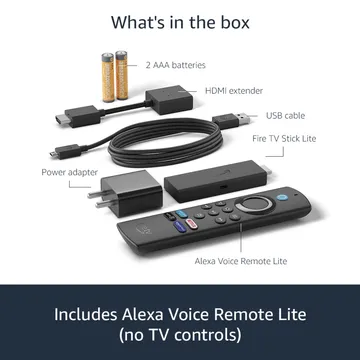 What's in the box
2 AAA batteries
HDMI extender
USB cable
Fire TV Stick Lite
Power adapter
Alexa Voice Remote Lite
Includes Alexa Voice Remote Lite
(no TV controls)